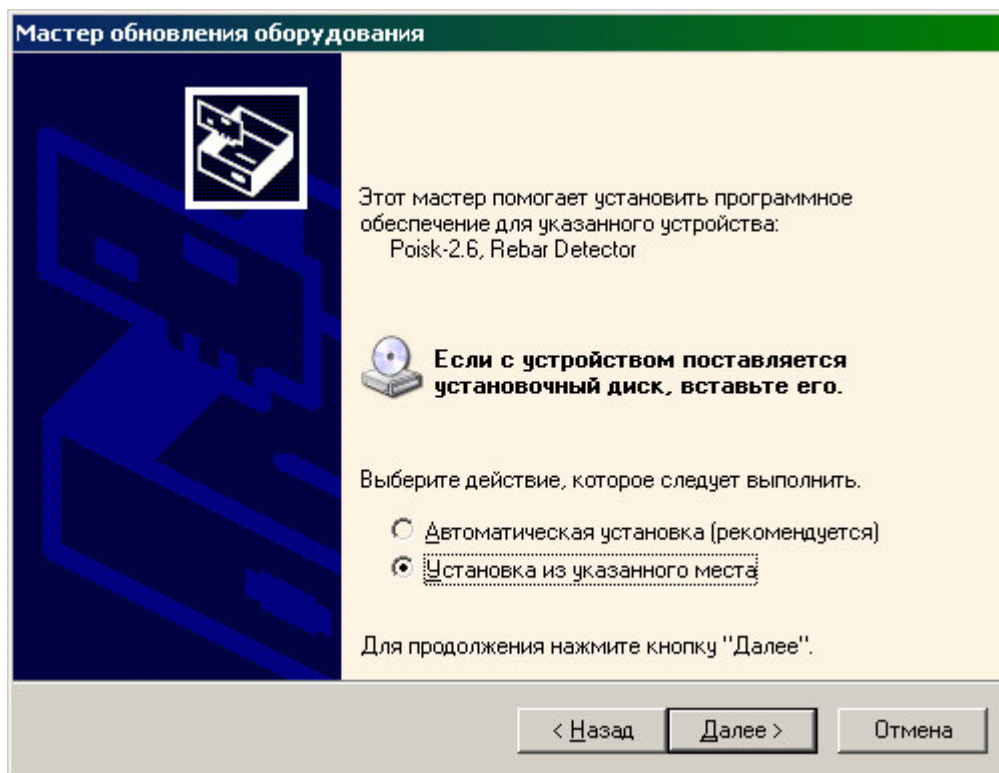 Мастер обновления оборудования
Этот мастер помогает установить программное
обеспечение для указанного устройства:
Poisk-2.6, Rebar Detector
Если с устройством поставляется
установочный диск, вставьте его.
Выберите действие, которое следует выполнить.
Автоматическая установка (рекомендуется)
Установка из указанного места
Для продолжения нажмите кнопку "Далее".
< Назад
Далее >
Отмена